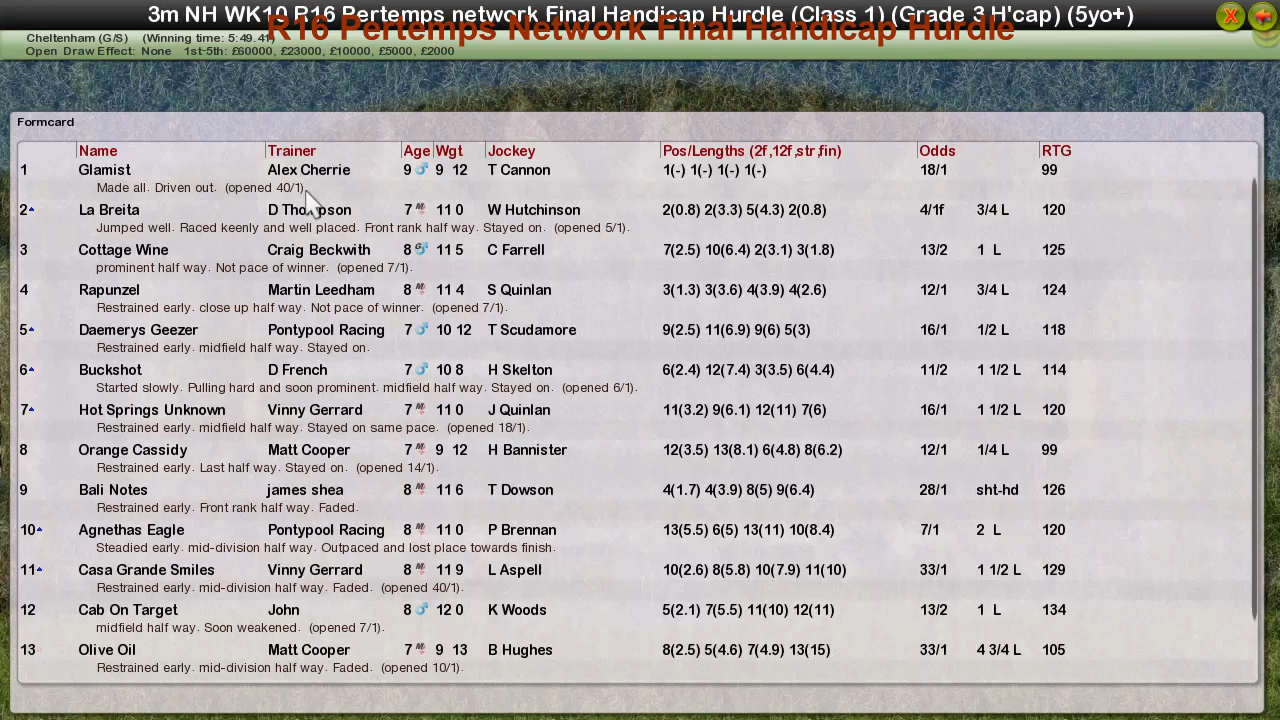 3m NH WK10 R16 Pertemps network Final Handicap Hurdle (Class 1) (Grade 3 H'cap) (5yo+)
R16 Pertemps Network Final Handicap Hurdle
Cheltenham (G/S) (Winning time: 5:49.41)
Open Draw Effect: None 1st-5th: £60000, £23000, £10000, £5000, £2000
Formcard
Name Trainer Age Wgt Jockey Pos/Lengths (2f,12f,str,fin) Odds RTG
1 Glamist Alex Cherrie 9 9 12 T Cannon 1(-) 1(-) 1(-) 1(-) 18/1 99
Made all. Driven out. (opened 40/1).
2 La Breita D Thompson 7 11 0 W Hutchinson 2(0.8) 2(3.3) 5(4.3) 2(0.8) 4/1f 3/4 L 120
Jumped well. Raced keenly and well placed. Front rank half way. Stayed on. (opened 5/1).
3 Cottage Wine Craig Beckwith 8 11 5 C Farrell 7(2.5) 10(6.4) 2(3.1) 3(1.8) 13/2 1 L 125
prominent half way. Not pace of winner. (opened 7/1).
4 Rapunzel Martin Leedham 8 11 4 S Quinlan 3(1.3) 3(3.6) 4(3.9) 4(2.6) 12/1 3/4 L 124
Restrained early. close up half way. Not pace of winner. (opened 7/1).
5 Daemerys Geezer Pontypool Racing 7 10 12 T Scudamore 9(2.5) 11(6.9) 9(6) 5(3) 16/1 1/2 L 118
Restrained early. midfield half way. Stayed on.
6 Buckshot D French 7 10 8 H Skelton 6(2.4) 12(7.4) 3(3.5) 6(4.4) 11/2 1 1/2 L 114
Started slowly. Pulling hard and soon prominent. midfield half way. Stayed on. (opened 6/1).
7 Hot Springs Unknown Vinny Gerrard 7 11 0 J Quinlan 11(3.2) 9(6.1) 12(11) 7(6) 16/1 1 1/2 L 120
Restrained early. midfield half way. Stayed on same pace. (opened 18/1).
8 Orange Cassidy Matt Cooper 7 9 12 H Bannister 12(3.5) 13(8.1) 6(4.8) 8(6.2) 12/1 1/4 L 99
Restrained early. Last half way. Stayed on. (opened 14/1).
9 Bali Notes james shea 8 11 6 T Dowson 4(1.7) 4(3.9) 8(5) 9(6.4) 28/1 sht-hd 126
Restrained early. Front rank half way. Faded.
10 Agnethas Eagle Pontypool Racing 8 11 0 P Brennan 13(5.5) 6(5) 13(11) 10(8.4) 7/1 2 L 120
Steadied early. mid-division half way. Outpaced and lost place towards finish.
11 Casa Grande Smiles Vinny Gerrard 8 11 9 L Aspell 10(2.6) 8(5.8) 10(7.9) 11(10) 33/1 1 1/2 L 129
Restrained early. mid-division half way. Faded. (opened 40/1).
12 Cab On Target John 8 12 0 K Woods 5(2.1) 7(5.5) 11(10) 12(11) 13/2 1 L 134
midfield half way. Soon weakened. (opened 7/1).
13 Olive Oil Matt Cooper 7 9 13 B Hughes 8(2.5) 5(4.6) 7(4.9) 13(15) 33/1 4 3/4 L 105
Restrained early. mid-division half way. Faded. (opened 10/1).